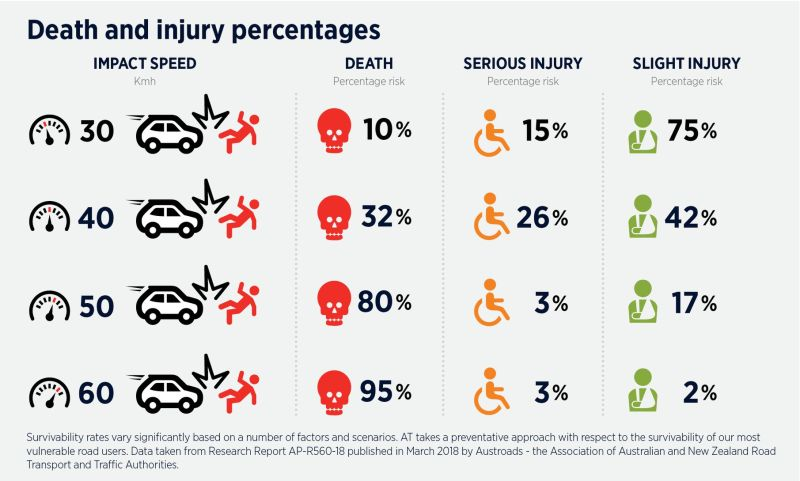 Death and injury percentages
IMPACT SPEED DEATH SERIOUS INJURY SLIGHT INJURY
Kmh Percentage risk Percentage risk Percentage risk
30 10% 15% 75%
40 32% 26% 42%
50 80% 3% 17%
60 95% 3% 2%
Survivability rates vary significantly based on a number of factors and scenarios. AT takes a preventative approach with respect to the survivability of our most
vulnerable road users. Data taken from Research Report AP-R560-18 published in March 2018 by Austroads - the Association of Australian and New Zealand Road
Transport and Traffic Authorities.